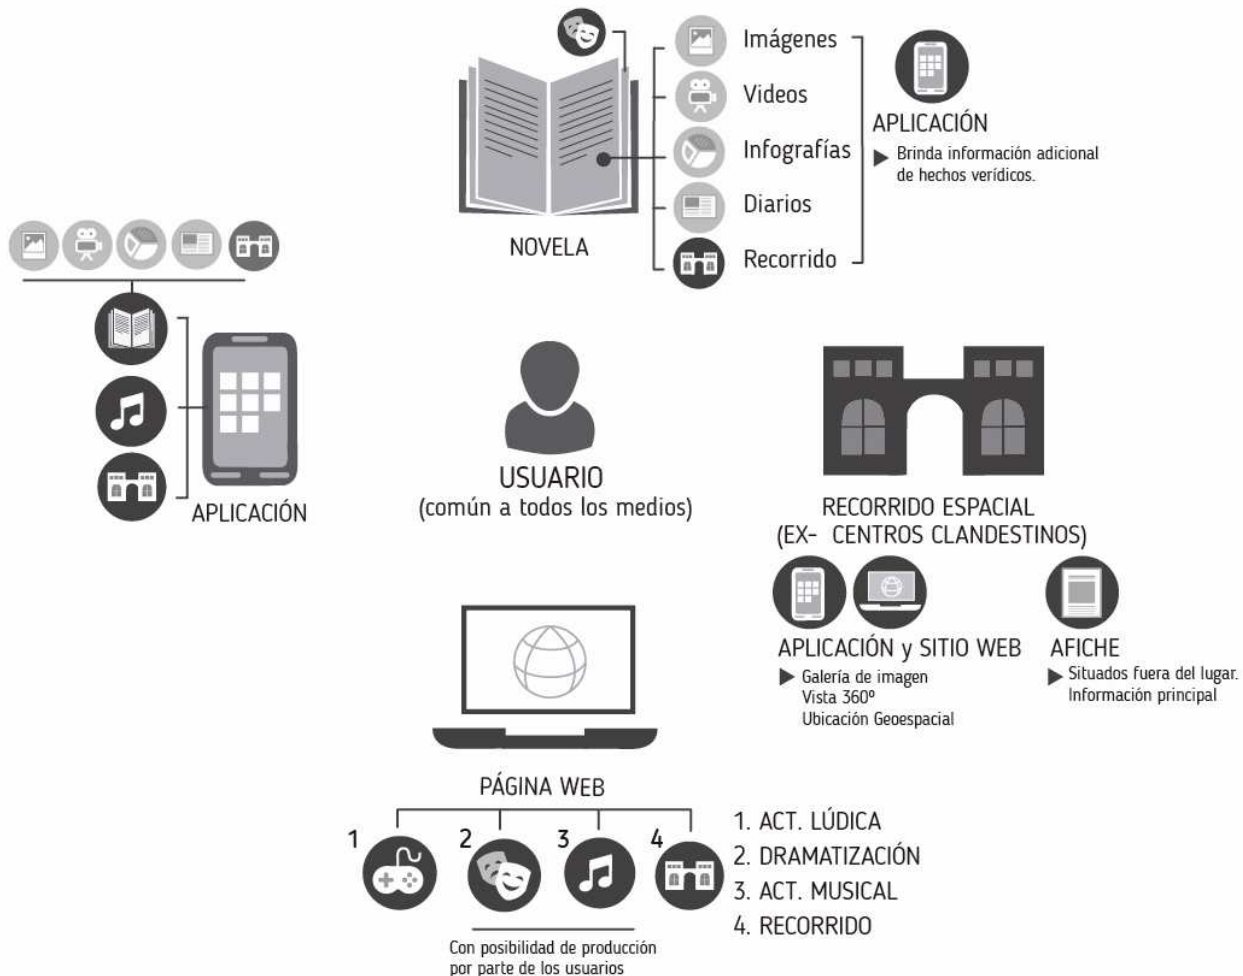 Imágenes
Videos
Infografías
Diarios
Recorrido
NOVELA
APLICACIÓN
▶ Brinda información adicional
de hechos verídicos.
APLICACIÓN
USUARIO
(común a todos los medios)
RECORRIDO ESPACIAL
(EX- CENTROS CLANDESTINOS)
APLICACIÓN y SITIO WEB
▶ Galería de imagen
Vista 360º
Ubicación Geoespacial
AFICHE
▶ Situados fuera del lugar.
Información principal
PÁGINA WEB
1 2 3 4
1. ACT. LÚDICA
2. DRAMATIZACIÓN
3. ACT. MUSICAL
4. RECORRIDO
Con posibilidad de producción
por parte de los usuarios